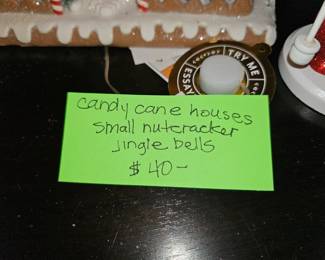 TRY ME
candy cane houses
small nutcracker
jingle bells
$ 40-